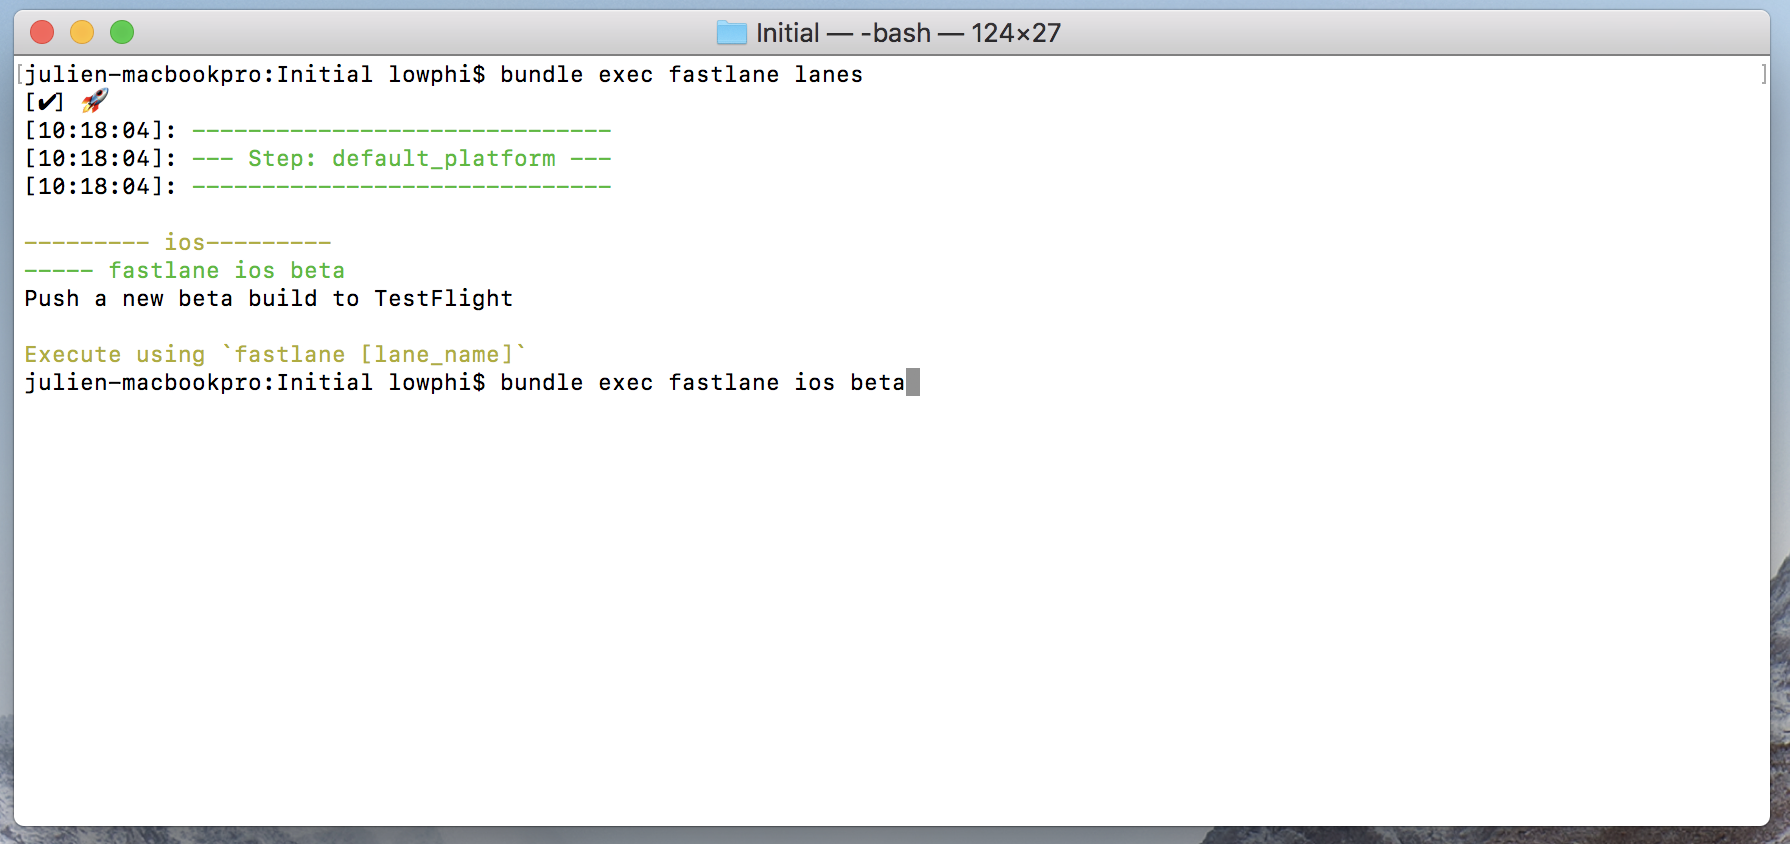 Initial — -bash — 124×27
[julien-macbookpro:Initial lowphi$ bundle exec fastlane lanes ]
[✔] 🚀
[10:18:04]: ------------------------------
[10:18:04]: --- Step: default_platform ---
[10:18:04]: ------------------------------
--------- ios---------
----- fastlane ios beta
Push a new beta build to TestFlight
Execute using `fastlane [lane_name]`
julien-macbookpro:Initial lowphi$ bundle exec fastlane ios beta